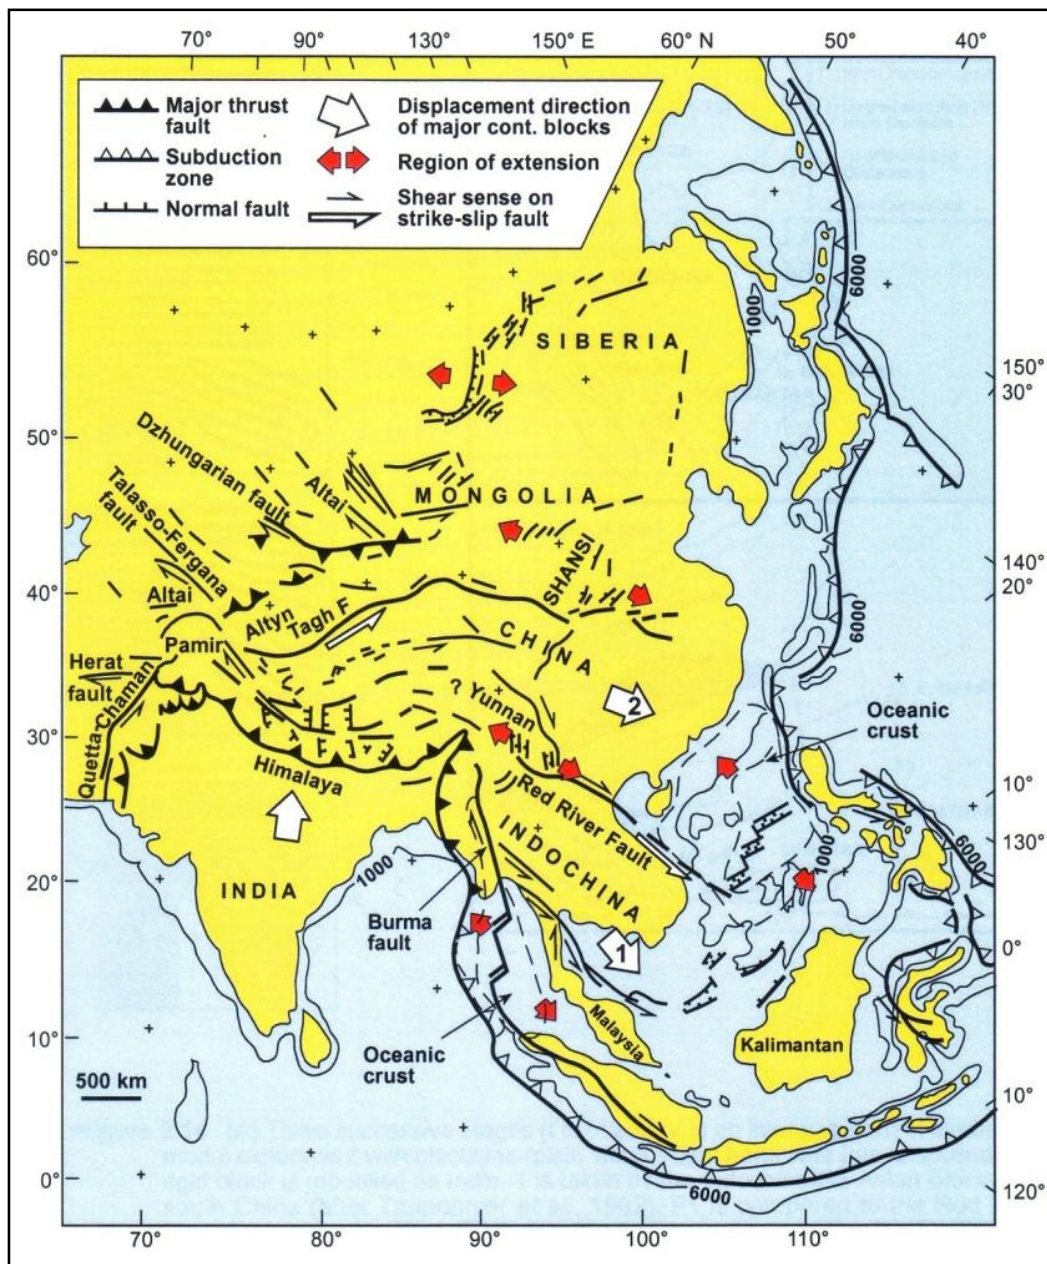 70°
90°
130°
150° E
60° N
50°
40°
Major thrust
fault
Subduction
zone
Normal fault
Displacement direction
of major cont. blocks
Region of extension
Shear sense on
strike-slip fault
60°
50°
40°
30°
20°
10°
0°
6000
1000
SIBERIA
150°
30°
Dzhungarian fault
Altai
MONGOLIA
Talasso-Fergana
fault
SHANSI
140°
20°
Altai
Altyn
Tagh F
CHINA
6000
Pamir
Herat
fault
Quetta-Chaman
? Yunnan
2
Oceanic
crust
Himalaya
Red River Fault
10°
130°
INDOCHINA
1000
6000
INDIA
1000
Burma
fault
1
0°
Malaysia
Kalimantan
Oceanic
crust
500 km
10°
6000
120°
70°
80°
90°
100°
110°